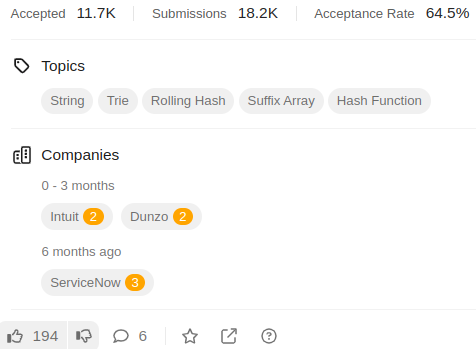 Accepted 11.7K Submissions 18.2K Acceptance Rate 64.5%
Topics
String Trie Rolling Hash Suffix Array Hash Function
Companies
0 - 3 months
Intuit 2 Dunzo 2
6 months ago
ServiceNow 3
194 6